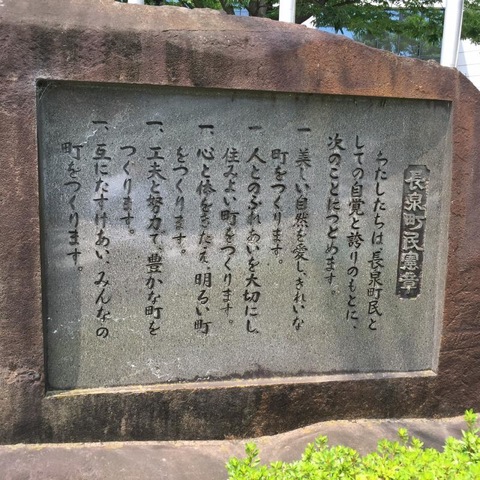 長泉町民憲章
わたしたちは、長泉町民と
しての自覚と誇りのもとに、
次のことにつとめます。
一 美しい自然を愛し、きれいな
町をつくります。
一 人とのふれあいを大切にし、
住みよい町をつくります。
一、心と体をきたえ、明るい町
をつくります。
一、工夫と努力で、豊かな町を
つくります。
一、互にたすけあい、みんなの
町をつくります。